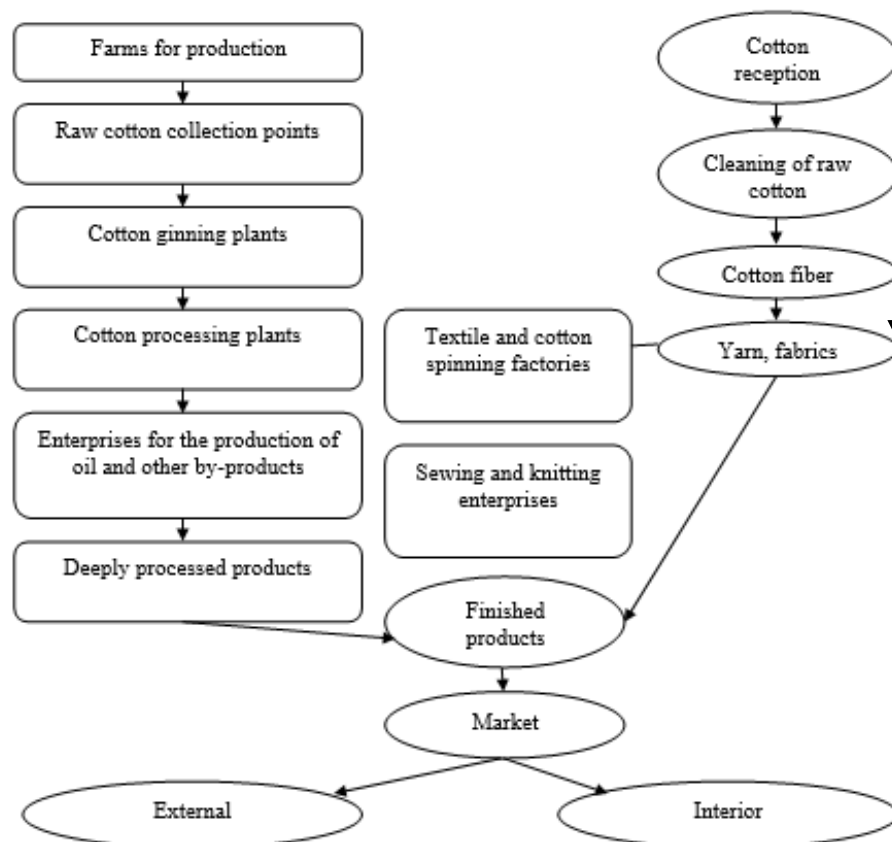 Farms for production
Raw cotton collection points
Cotton ginning plants
Cotton processing plants
Enterprises for the production of
oil and other by-products
Deeply processed products
Textile and cotton
spinning factories
Sewing and knitting
enterprises
Cotton
reception
Cleaning of raw
cotton
Cotton fiber
Yarn, fabrics
Finished
products
Market
External
Interior